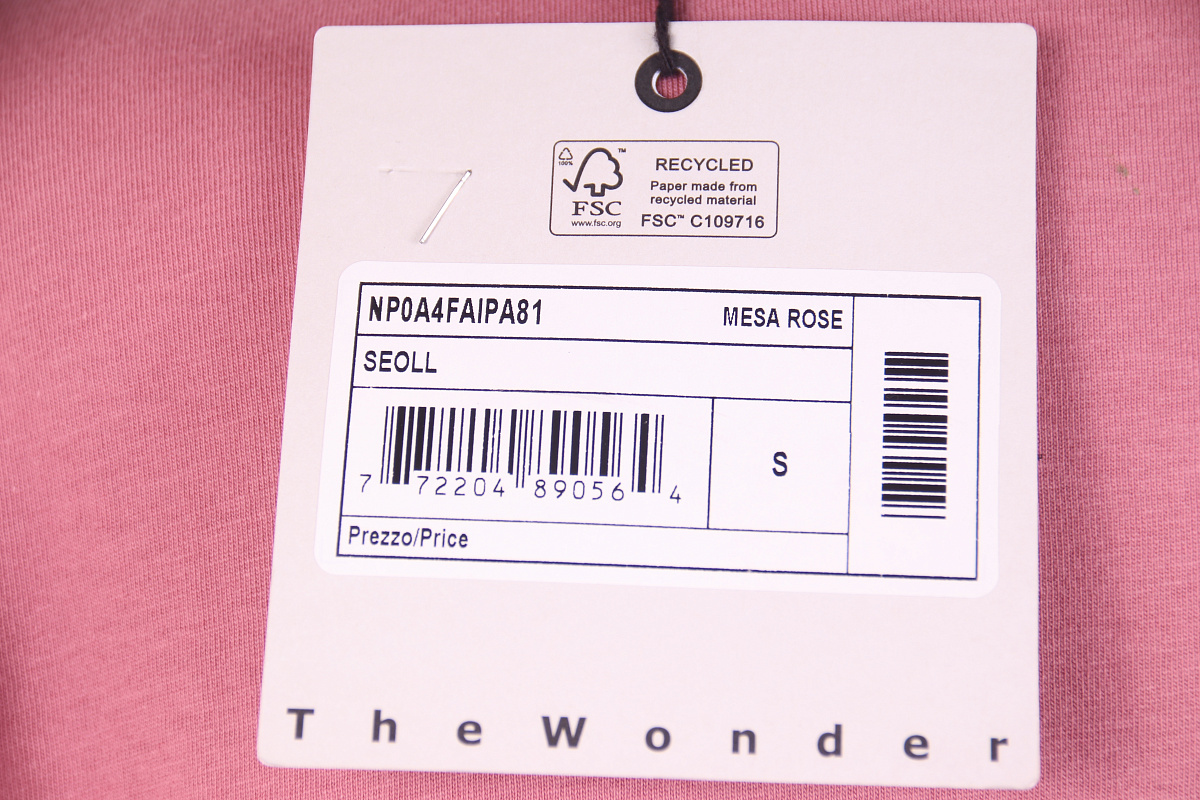 100%
™
FSC
www.fsc.org
RECYCLED
Paper made from
recycled material
FSC™ C109716
NP0A4FAIPA81 MESA ROSE
SEOLL
7 72204 89056 4
S
Prezzo/Price
TheWonder